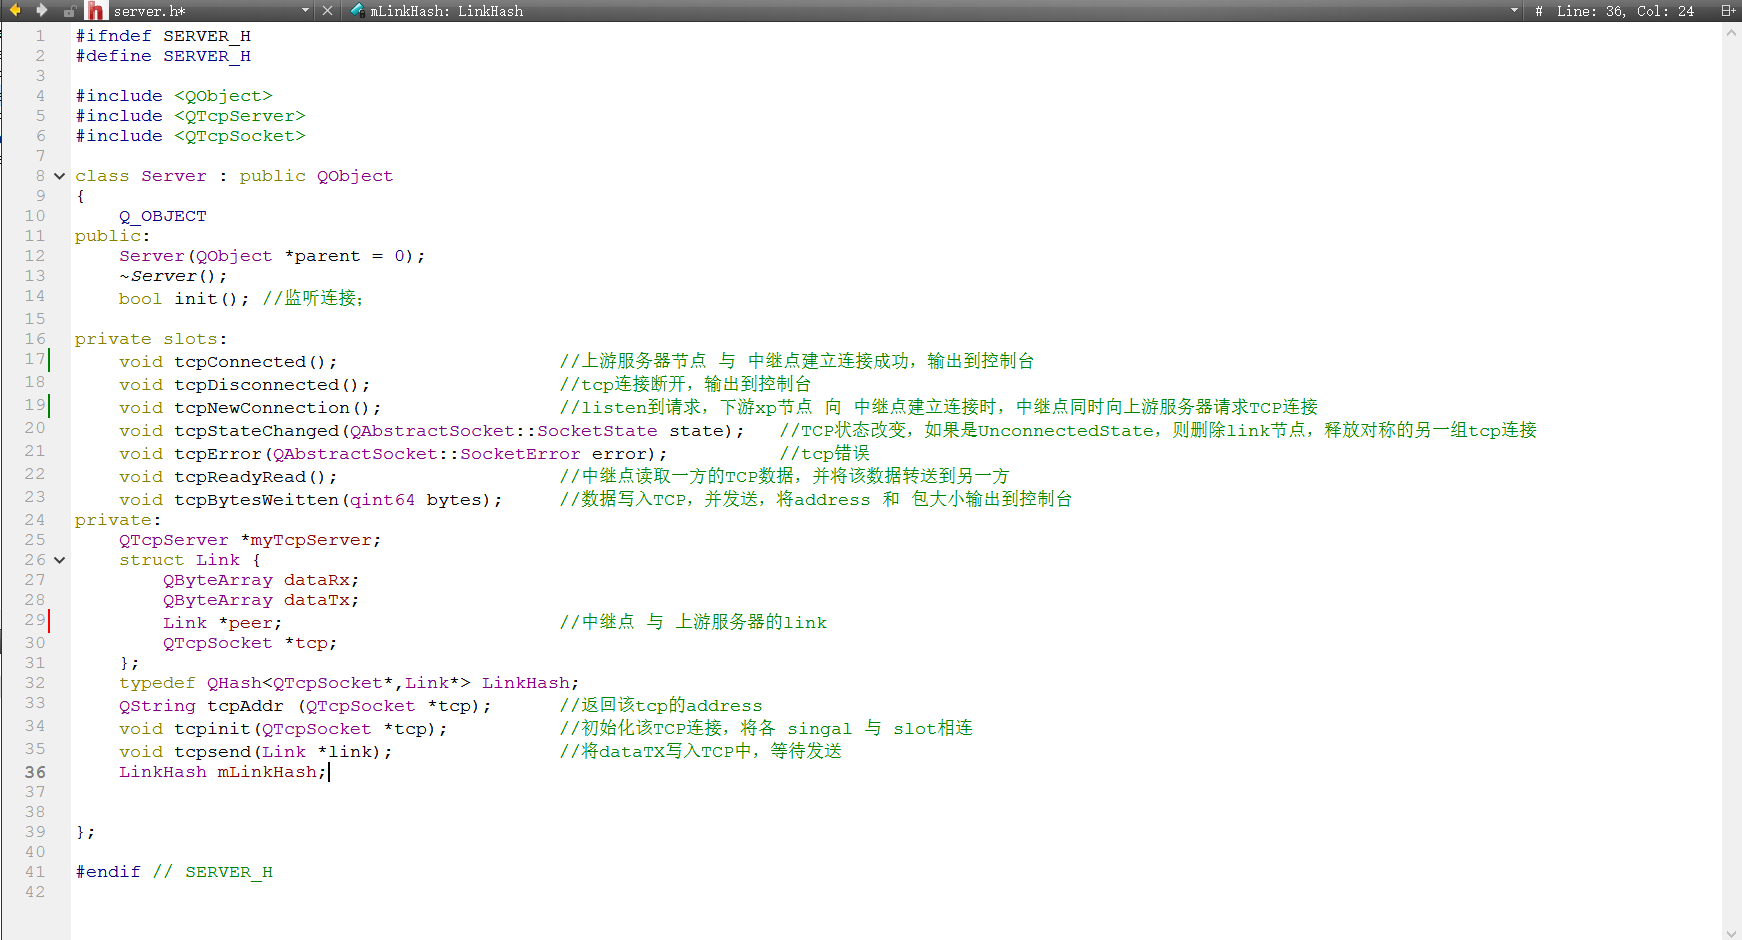 server.h*
mLinkHash: LinkHash
# Line: 36, Col: 24
1 #ifndef SERVER_H
2 #define SERVER_H
3
4 #include <QObject>
5 #include <QTcpServer>
6 #include <QTcpSocket>
7
8 class Server : public QObject
9 {
10 Q_OBJECT
11 public:
12 Server(QObject *parent = 0);
13 ~Server();
14 bool init(); //监听连接;
15
16 private slots:
17 void tcpConnected(); //上游服务器节点 与 中继点建立连接成功，输出到控制台
18 void tcpDisconnected(); //tcp连接断开，输出到控制台
19 void tcpNewConnection(); //listen到请求，下游xp节点 向 中继点建立连接时，中继点同时向上游服务器请求TCP连接
20 void tcpStateChanged(QAbstractSocket::SocketState state); //TCP状态改变，如果是UnconnectedState，则删除link节点，释放对称的另一组tcp连接
21 void tcpError(QAbstractSocket::SocketError error); //tcp错误
22 void tcpReadyRead(); //中继点读取一方的TCP数据，并将该数据转送到另一方
23 void tcpBytesWeitten(qint64 bytes); //数据写入TCP，并发送，将address 和 包大小输出到控制台
24 private:
25 QTcpServer *myTcpServer;
26 struct Link {
27 QByteArray dataRx;
28 QByteArray dataTx;
29 Link *peer; //中继点 与 上游服务器的link
30 QTcpSocket *tcp;
31 };
32 typedef QHash<QTcpSocket*,Link*> LinkHash;
33 QString tcpAddr (QTcpSocket *tcp); //返回该tcp的address
34 void tcpinit(QTcpSocket *tcp); //初始化该TCP连接，将各 singal 与 slot相连
35 void tcpsend(Link *link); //将dataTX写入TCP中，等待发送
36 LinkHash mLinkHash;
37
38
39 };
40
41 #endif // SERVER_H
42